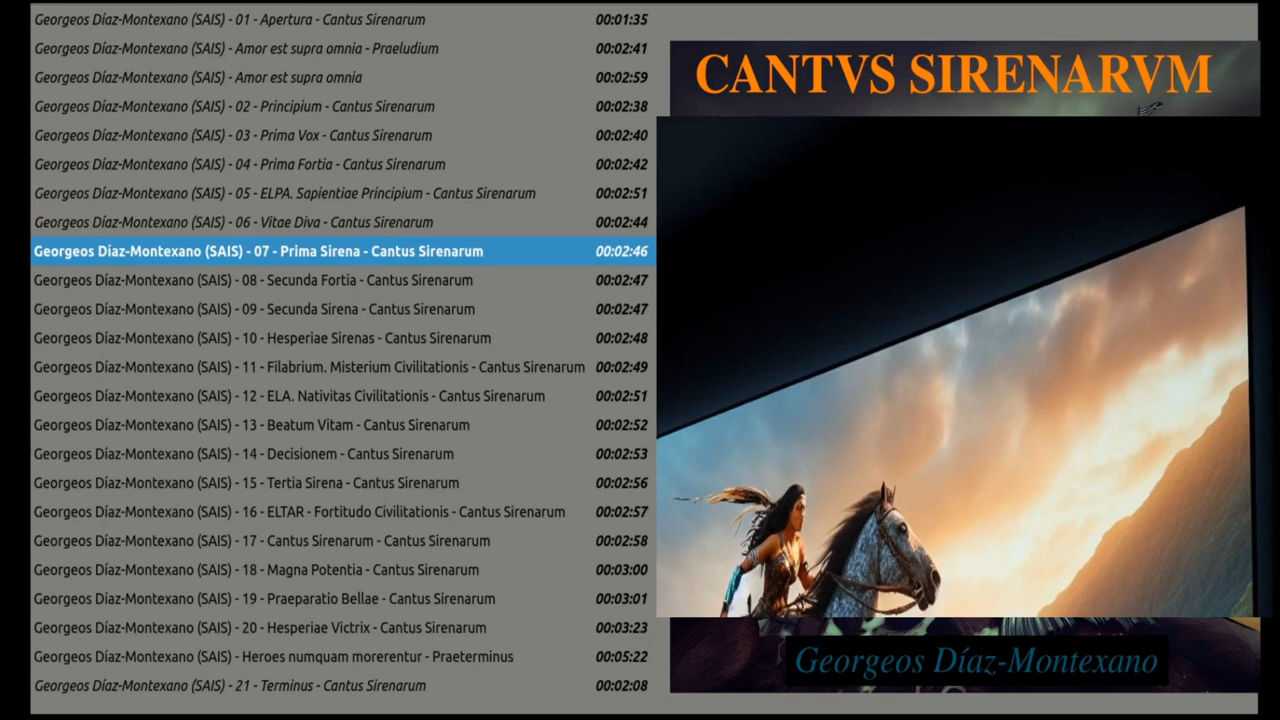 Georgeos Díaz-Montexano (SAIS) - 01 - Apertura - Cantus Sirenarum 00:01:35
Georgeos Díaz-Montexano (SAIS) - Amor est supra omnia - Praeludium 00:02:41
Georgeos Díaz-Montexano (SAIS) - Amor est supra omnia 00:02:59
Georgeos Díaz-Montexano (SAIS) - 02 - Principium - Cantus Sirenarum 00:02:38
Georgeos Díaz-Montexano (SAIS) - 03 - Prima Vox - Cantus Sirenarum 00:02:40
Georgeos Díaz-Montexano (SAIS) - 04 - Prima Fortia - Cantus Sirenarum 00:02:42
Georgeos Díaz-Montexano (SAIS) - 05 - ELPA. Sapientiae Principium - Cantus Sirenarum 00:02:51
Georgeos Díaz-Montexano (SAIS) - 06 - Vitae Diva - Cantus Sirenarum 00:02:44
Georgeos Díaz-Montexano (SAIS) - 07 - Prima Sirena - Cantus Sirenarum 00:02:46
Georgeos Díaz-Montexano (SAIS) - 08 - Secunda Fortia - Cantus Sirenarum 00:02:47
Georgeos Díaz-Montexano (SAIS) - 09 - Secunda Sirena - Cantus Sirenarum 00:02:47
Georgeos Díaz-Montexano (SAIS) - 10 - Hesperiae Sirenas - Cantus Sirenarum 00:02:48
Georgeos Díaz-Montexano (SAIS) - 11 - Filabrium. Misterium Civilitationis - Cantus Sirenarum 00:02:49
Georgeos Díaz-Montexano (SAIS) - 12 - ELA. Nativitas Civilitationis - Cantus Sirenarum 00:02:51
Georgeos Díaz-Montexano (SAIS) - 13 - Beatum Vitam - Cantus Sirenarum 00:02:52
Georgeos Díaz-Montexano (SAIS) - 14 - Decisionem - Cantus Sirenarum 00:02:53
Georgeos Díaz-Montexano (SAIS) - 15 - Tertia Sirena - Cantus Sirenarum 00:02:56
Georgeos Díaz-Montexano (SAIS) - 16 - ELTAR - Fortitudo Civilitationis - Cantus Sirenarum 00:02:57
Georgeos Díaz-Montexano (SAIS) - 17 - Cantus Sirenarum - Cantus Sirenarum 00:02:58
Georgeos Díaz-Montexano (SAIS) - 18 - Magna Potentia - Cantus Sirenarum 00:03:00
Georgeos Díaz-Montexano (SAIS) - 19 - Praeparatio Bellae - Cantus Sirenarum 00:03:01
Georgeos Díaz-Montexano (SAIS) - 20 - Hesperiae Victrix - Cantus Sirenarum 00:03:23
Georgeos Díaz-Montexano (SAIS) - Heroes numquam morerentur - Praeterminus 00:05:22
Georgeos Díaz-Montexano (SAIS) - 21 - Terminus - Cantus Sirenarum 00:02:08
CANTVS SIRENARVM
Georgeos Díaz-Montexano